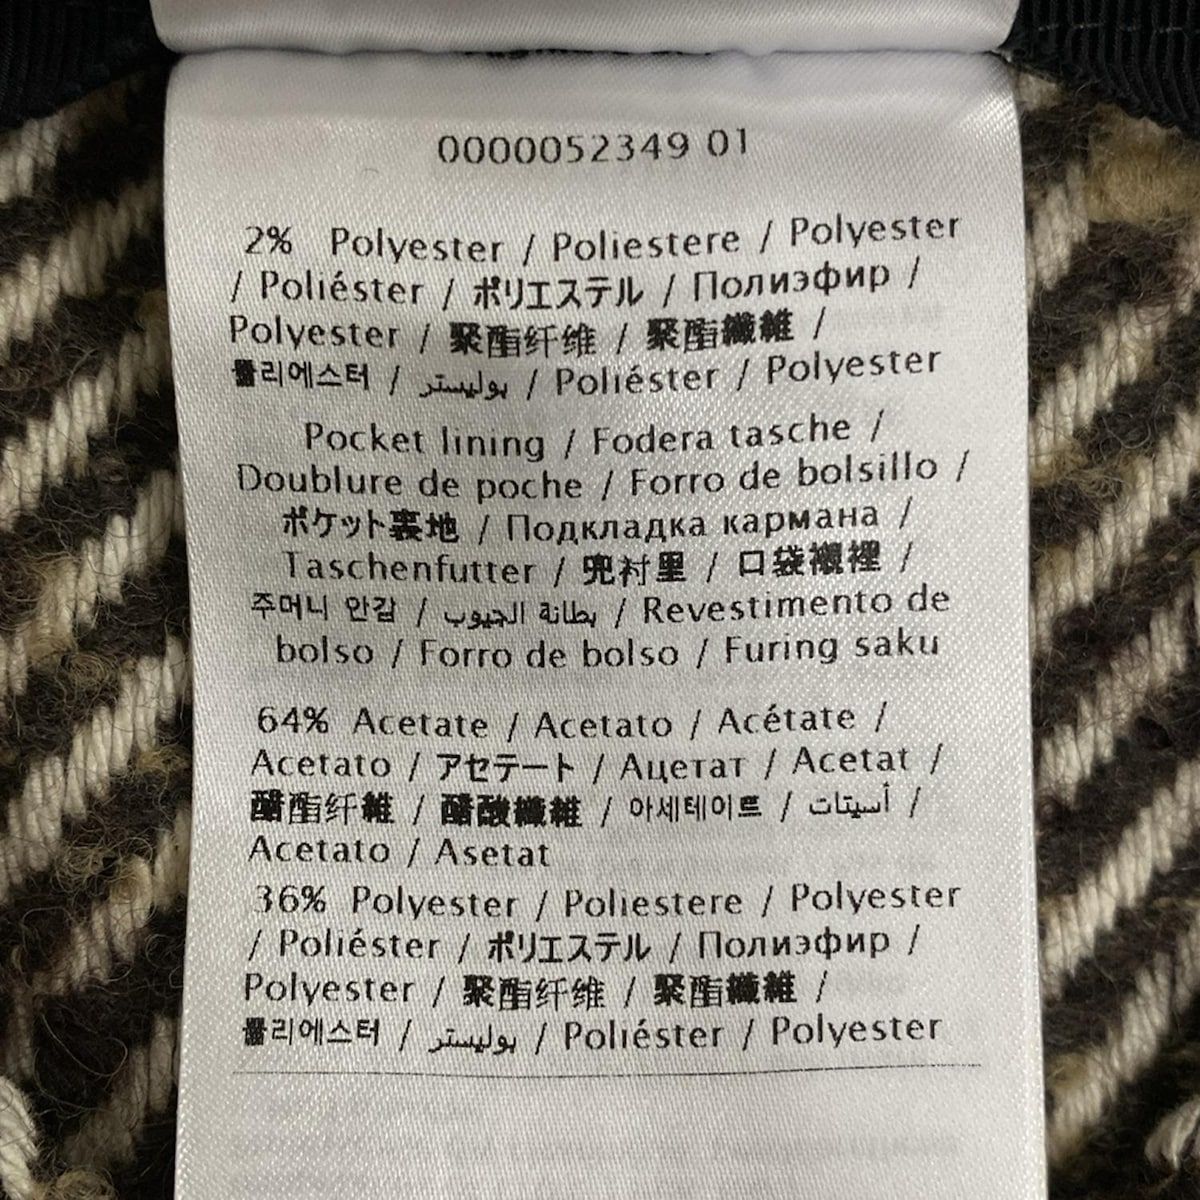 0000052349 01
2% Polyester / Poliestere / Polyester
/ Poliéster / ポリエステル / Полиэфир /
Polyester / 聚酯纤维 / 聚酯纖維 /
폴리에스터 / بوليستر / Poliéster / Polyester
Pocket lining / Fodera tasche /
Doublure de poche / Forro de bolsillo /
ポケット裏地 / Подкладка кармана /
Taschenfutter / 兜衬里 / 口袋襯裡 /
주머니 안감 / بطانة الجيوب / Revestimento de
bolso / Forro de bolso / Furing saku
64% Acetate / Acetato / Acétate /
Acetato / アセテート / Ацетат / Acetat /
醋酯纤維 / 醋酸纖維 / 아세테이트 / أسيتات /
Acetato / Asetat
36% Polyester / Poliestere / Polyester
/ Poliéster / ポリエステル / Полиэфир /
Polyester / 聚酯纤维 / 聚酯纖維 /
폴리에스터 / بوليستر / Poliéster / Polyester